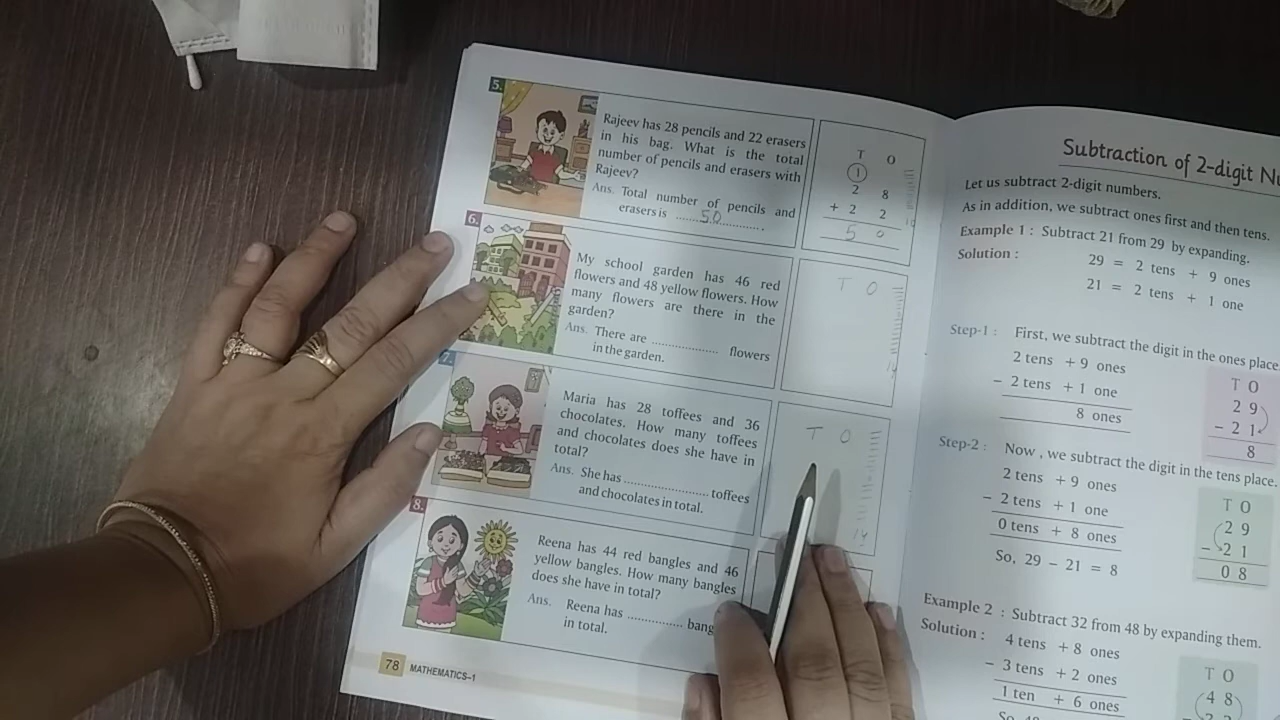 5.
Rajeev has 28 pencils and 22 erasers
in his bag. What is the total
number of pencils and erasers with
Rajeev?
Ans. Total number of pencils and
erasers is ........50.............. .
T O
1
2 8
+ 2 2
5 0
10
6.
My school garden has 46 red
flowers and 48 yellow flowers. How
many flowers are there in the
garden?
Ans. There are .................... flowers
in the garden.
T O
14
7.
Maria has 28 toffees and 36
chocolates. How many toffees
and chocolates does she have in
total?
Ans. She has ......................... toffees
and chocolates in total.
T O
14
8.
Reena has 44 red bangles and 46
yellow bangles. How many bangles
does she have in total?
Ans. Reena has ................ bang
in total.
78 MATHEMATICS–1
Subtraction of 2-digit
Let us subtract 2-digit numbers.
As in addition, we subtract ones first and then tens.
Example 1 : Subtract 21 from 29 by expanding.
Solution : 29 = 2 tens + 9 ones
21 = 2 tens + 1 one
Step-1 : First, we subtract the digit in the ones place.
2 tens + 9 ones
− 2 tens + 1 one
8 ones
T O
2 9
− 2 1
8
Step-2 : Now , we subtract the digit in the tens place.
2 tens + 9 ones
− 2 tens + 1 one
0 tens + 8 ones
So, 29 − 21 = 8
T O
2 9
− 2 1
0 8
Example 2 : Subtract 32 from 48 by expanding them.
Solution : 4 tens + 8 ones
− 3 tens + 2 ones
1 ten + 6 ones
T O
4 8